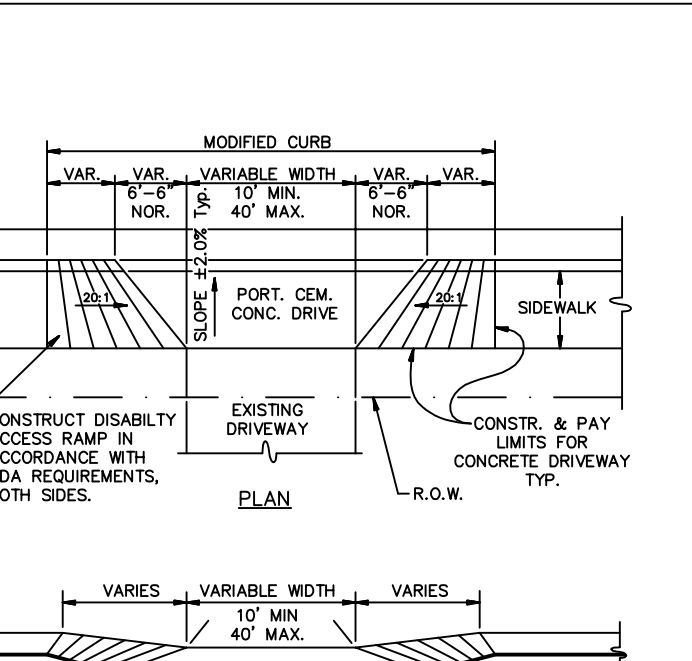 MODIFIED CURB
VAR. VAR. VARIABLE WIDTH VAR. VAR.
6'-6" 10' MIN. 6'-6"
NOR. 40' MAX. NOR.
SLOPE ±2.0% Typ.
20:1 PORT. CEM. 20:1
CONC. DRIVE SIDEWALK
ONSTRUCT DISABILTY
CCESS RAMP IN
CCORDANCE WITH
DA REQUIREMENTS,
OTH SIDES.
EXISTING
DRIVEWAY
CONSTR. & PAY
LIMITS FOR
CONCRETE DRIVEWAY
TYP.
PLAN
R.O.W.
VARIES VARIABLE WIDTH VARIES
10' MIN
40' MAX.